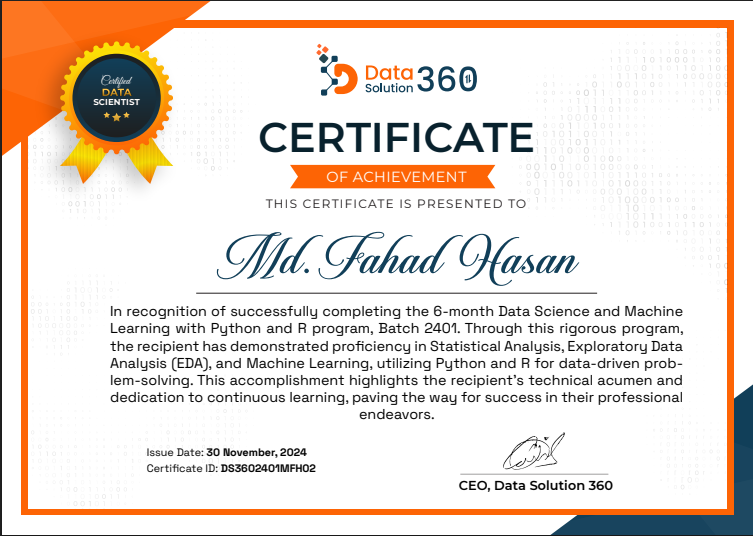 Certified
DATA
SCIENTIST
Data
Solution
360
CERTIFICATE
OF ACHIEVEMENT
THIS CERTIFICATE IS PRESENTED TO
Md. Fahad Hasan
In recognition of successfully completing the 6-month Data Science and Machine
Learning with Python and R program, Batch 2401. Through this rigorous program,
the recipient has demonstrated proficiency in Statistical Analysis, Exploratory Data
Analysis (EDA), and Machine Learning, utilizing Python and R for data-driven prob-
lem-solving. This accomplishment highlights the recipient's technical acumen and
dedication to continuous learning, paving the way for success in their professional
endeavors.
Issue Date: 30 November, 2024
Certificate ID: DS3602401MFH02
CEO, Data Solution 360